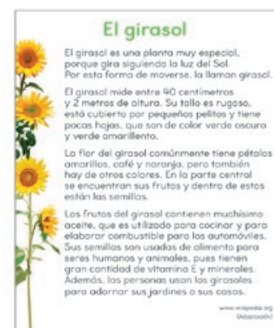 El girasol
El girasol es una planta muy especial,
porque gira siguiendo la luz del Sol.
Por esta forma de moverse, la llaman girasol.
El girasol mide entre 40 centímetros
y 2 metros de altura. Su tallo es rugoso,
está cubierto por pequeños pelitos y tiene
pocas hojas, que son de color verde oscuro
y verde amarillento.
La flor del girasol comúnmente tiene pétalos
amarillos, café y naranja, pero también
hay de otros colores. En la parte central
se encuentran sus frutos y dentro de estos
están las semillas.
Los frutos del girasol contienen muchísimo
aceite, que es utilizado para cocinar y para
elaborar combustible para los automóviles.
Sus semillas son usadas de alimento para
seres humanos y animales, pues tienen
gran cantidad de vitamina E y minerales.
Además, las personas usan los girasoles
para adornar sus jardines o sus casas.
(Adaptación)